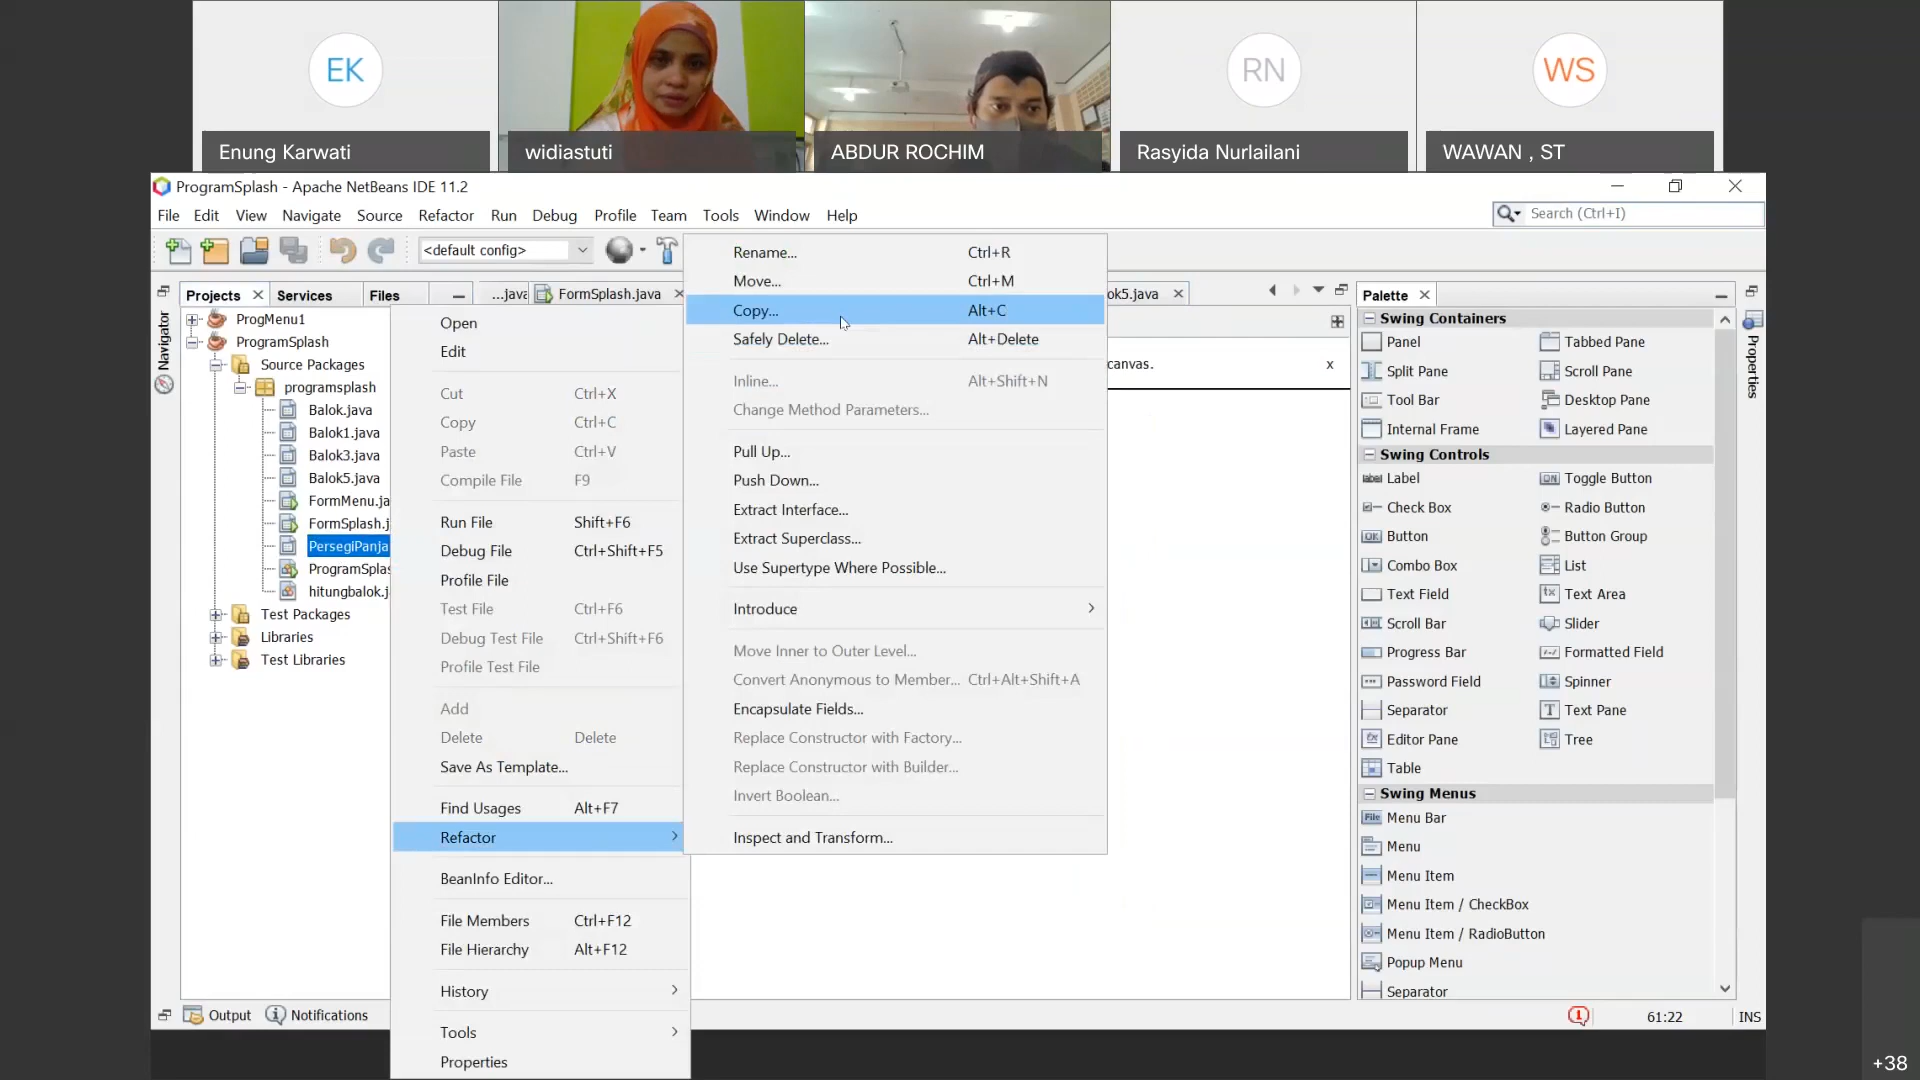 EK
RN
WS
Enung Karwati
widiastuti
ABDUR ROCHIM
Rasyida Nurlailani
WAWAN , ST
ProgramSplash - Apache NetBeans IDE 11.2
File Edit View Navigate Source Refactor Run Debug Profile Team Tools Window Help
Search (Ctrl+I)
<default config>
Projects
Services
Files
...java
FormSplash.java
ok5.java
Navigator
ProgMenu1
ProgramSplash
Source Packages
programsplash
Balok.java
Balok1.java
Balok3.java
Balok5.java
FormMenu.ja
FormSplash.j
PersegiPanja
ProgramSplas
hitungbalok.j
Test Packages
Libraries
Test Libraries
Open
Edit
Cut Ctrl+X
Copy Ctrl+C
Paste Ctrl+V
Compile File F9
Run File Shift+F6
Debug File Ctrl+Shift+F5
Profile File
Test File Ctrl+F6
Debug Test File Ctrl+Shift+F6
Profile Test File
Add
Delete Delete
Save As Template...
Find Usages Alt+F7
Refactor
BeanInfo Editor...
File Members Ctrl+F12
File Hierarchy Alt+F12
History
Tools
Properties
Rename... Ctrl+R
Move... Ctrl+M
Copy... Alt+C
Safely Delete... Alt+Delete
Inline... Alt+Shift+N
Change Method Parameters...
Pull Up...
Push Down...
Extract Interface...
Extract Superclass...
Use Supertype Where Possible...
Introduce
Move Inner to Outer Level...
Convert Anonymous to Member... Ctrl+Alt+Shift+A
Encapsulate Fields...
Replace Constructor with Factory...
Replace Constructor with Builder...
Invert Boolean...
Inspect and Transform...
canvas.
x
Palette
Swing Containers
Panel Tabbed Pane
Split Pane Scroll Pane
Tool Bar Desktop Pane
Internal Frame Layered Pane
Swing Controls
label Label ON Toggle Button
Check Box Radio Button
OK Button Button Group
Combo Box List
Text Field Text Area
Scroll Bar Slider
Progress Bar Formatted Field
Password Field Spinner
Separator T Text Pane
Editor Pane Tree
Table
Swing Menus
File Menu Bar
Menu
Menu Item
Menu Item / CheckBox
Menu Item / RadioButton
Popup Menu
Separator
Properties
Output
Notifications
61:22
INS
+38